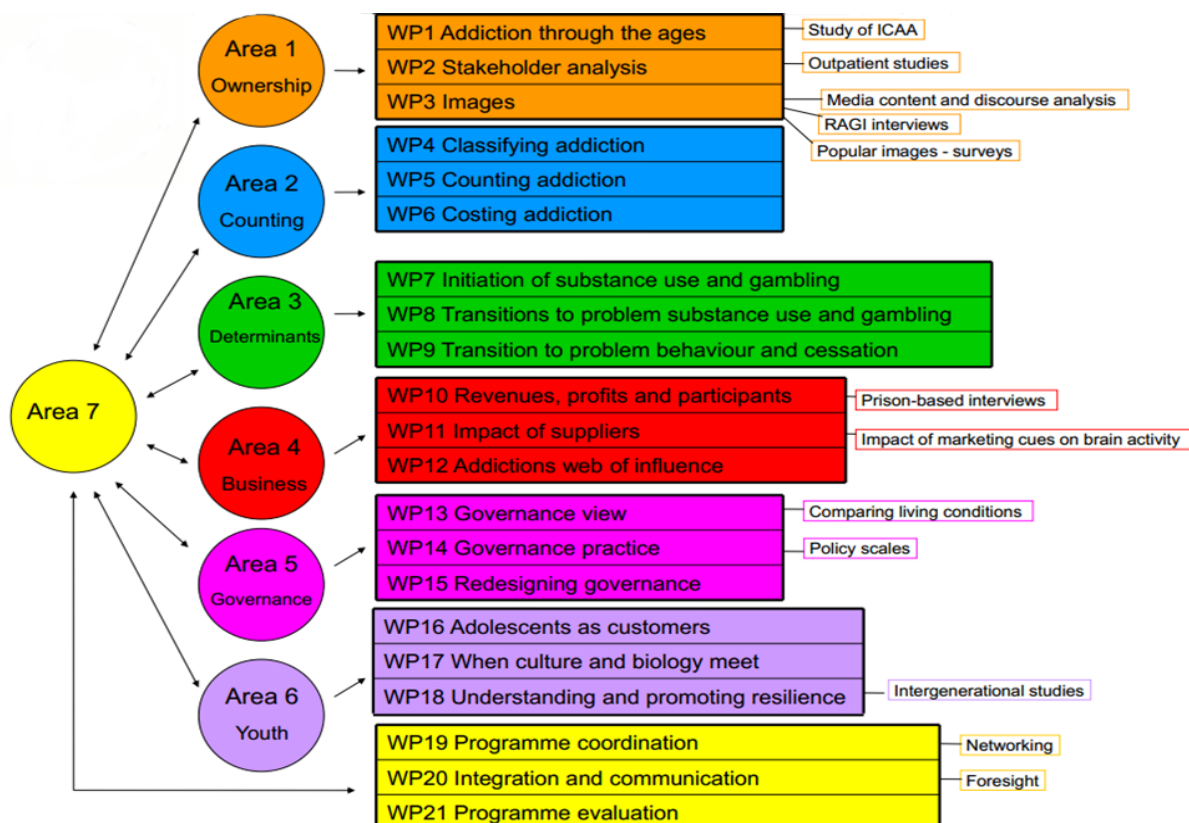 Area 1
Ownership
WP1 Addiction through the ages
WP2 Stakeholder analysis
WP3 Images
Study of ICAA
Outpatient studies
Media content and discourse analysis
RAGI interviews
Popular images - surveys
Area 2
Counting
WP4 Classifying addiction
WP5 Counting addiction
WP6 Costing addiction
Area 3
Determinants
WP7 Initiation of substance use and gambling
WP8 Transitions to problem substance use and gambling
WP9 Transition to problem behaviour and cessation
Area 7
Area 4
Business
WP10 Revenues, profits and participants
WP11 Impact of suppliers
WP12 Addictions web of influence
Prison-based interviews
Impact of marketing cues on brain activity
Area 5
Governance
WP13 Governance view
WP14 Governance practice
WP15 Redesigning governance
Comparing living conditions
Policy scales
Area 6
Youth
WP16 Adolescents as customers
WP17 When culture and biology meet
WP18 Understanding and promoting resilience
Intergenerational studies
WP19 Programme coordination
WP20 Integration and communication
WP21 Programme evaluation
Networking
Foresight